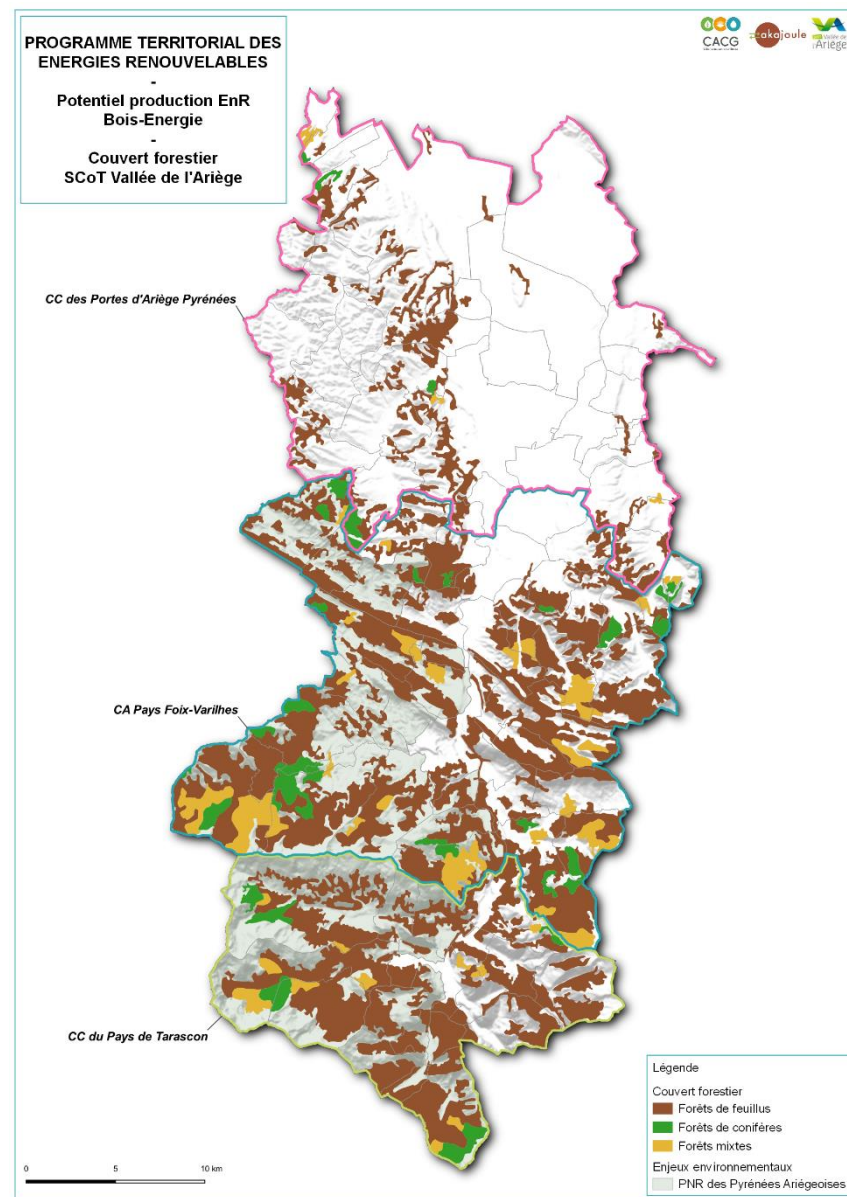 PROGRAMME TERRITORIAL DES
ENERGIES RENOUVELABLES
-
Potentiel production EnR
Bois-Energie
-
Couvert forestier
SCoT Vallée de l'Ariège
CACG
akajoule
Vallée de
l'Ariège
CC des Portes d'Ariège Pyrénées
CA Pays Foix-Varilhes
CC du Pays de Tarascon
Légende
Couvert forestier
Forêts de feuillus
Forêts de conifères
Forêts mixtes
Enjeux environnementaux
PNR des Pyrénées Ariégeoises
0 5 10 km